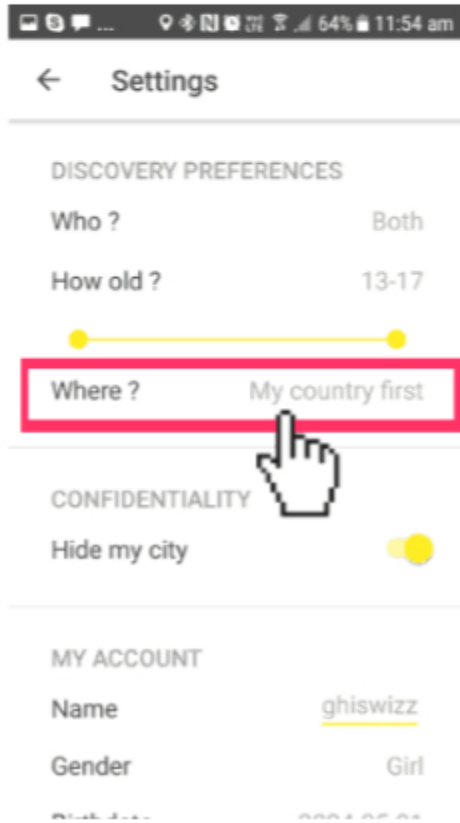 ... 64% 11:54 am
Settings
DISCOVERY PREFERENCES
Who ? Both
How old ? 13-17
Where ? My country first
CONFIDENTIALITY
Hide my city
MY ACCOUNT
Name ghiswizz
Gender Girl